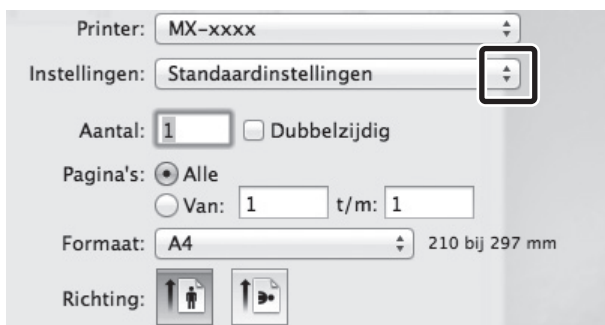 Printer: MX-xxxx
Instellingen: Standaardinstellingen
Aantal: 1 Dubbelzijdig
Pagina's: Alle
Van: 1 t/m: 1
Formaat: A4 210 bij 297 mm
Richting: